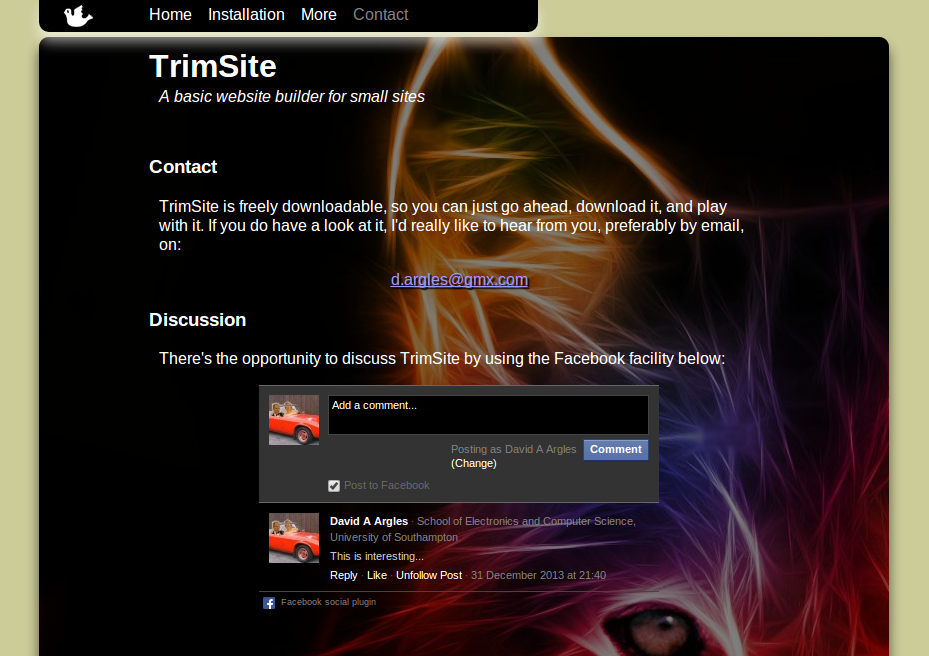 Home Installation More Contact
TrimSite
A basic website builder for small sites
Contact
TrimSite is freely downloadable, so you can just go ahead, download it, and play
with it. If you do have a look at it, I'd really like to hear from you, preferably by email,
on:
d.argles@gmx.com
Discussion
There's the opportunity to discuss TrimSite by using the Facebook facility below:
Add a comment...
Posting as David A Argles Comment
(Change)
Post to Facebook
David A Argles · School of Electronics and Computer Science,
University of Southampton
This is interesting...
Reply · Like · Unfollow Post · 31 December 2013 at 21:40
Facebook social plugin